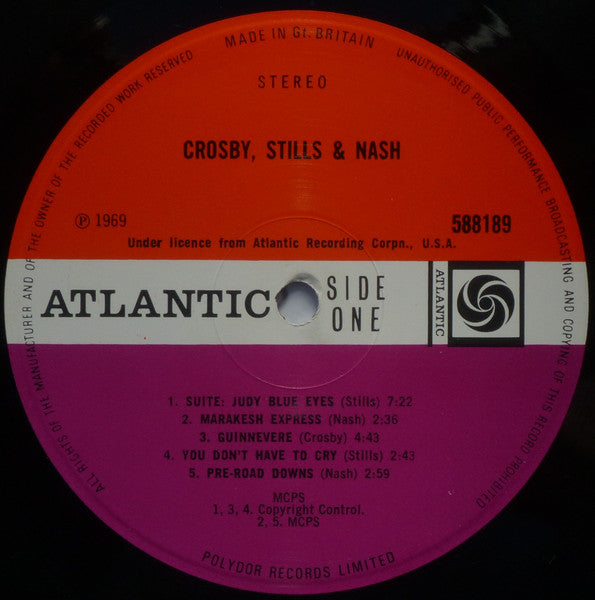 MADE IN Gt. BRITAIN
ALL RIGHTS OF THE MANUFACTURER AND OF THE OWNER OF THE RECORDED WORK RESERVED
UNAUTHORISED PUBLIC PERFORMANCE BROADCASTING AND COPYING OF THIS RECORD PROHIBITED
STEREO
CROSBY, STILLS & NASH
℗ 1969
588189
Under licence from Atlantic Recording Corpn., U.S.A.
ATLANTIC
SIDE
ONE
ATLANTIC
1. SUITE: JUDY BLUE EYES (Stills) 7:22
2. MARAKESH EXPRESS (Nash) 2:36
3. GUINNEVERE (Crosby) 4:43
4. YOU DON'T HAVE TO CRY (Stills) 2:43
5. PRE-ROAD DOWNS (Nash) 2:59
MCPS
1, 3, 4. Copyright Control.
2, 5. MCPS
POLYDOR RECORDS LIMITED